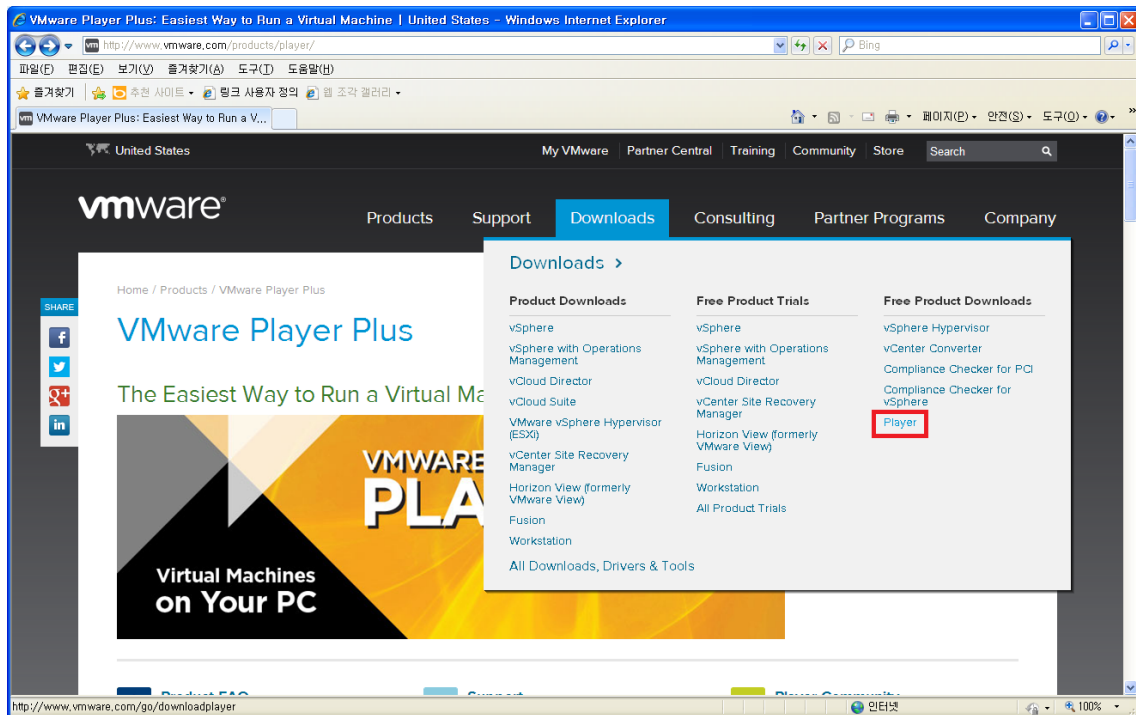 VMware Player Plus: Easiest Way to Run a Virtual Machine | United States - Windows Internet Explorer
http://www.vmware.com/products/player/
Bing
파일(F) 편집(E) 보기(V) 즐겨찾기(A) 도구(T) 도움말(H)
즐겨찾기 추천 사이트 링크 사용자 정의 웹 조각 갤러리
VMware Player Plus: Easiest Way to Run a V...
페이지(P) 안전(S) 도구(O)
United States
My VMware Partner Central Training Community Store Search
vmware®
Products Support Downloads Consulting Partner Programs Company
Downloads >
Product Downloads
vSphere
vSphere with Operations
Management
vCloud Director
vCloud Suite
VMware vSphere Hypervisor
(ESXi)
vCenter Site Recovery
Manager
Horizon View (formerly
VMware View)
Fusion
Workstation
All Downloads, Drivers & Tools
Free Product Trials
vSphere
vSphere with Operations
Management
vCloud Director
vCenter Site Recovery
Manager
Horizon View (formerly
VMware View)
Fusion
Workstation
All Product Trials
Free Product Downloads
vSphere Hypervisor
vCenter Converter
Compliance Checker for PCI
Compliance Checker for
vSphere
Player
Home / Products / VMware Player Plus
SHARE
VMware Player Plus
The Easiest Way to Run a Virtual Ma
VMWARE
PLA
Virtual Machines
on Your PC
Product FAQ Support Player Community
http://www.vmware.com/go/downloadplayer
인터넷
100%